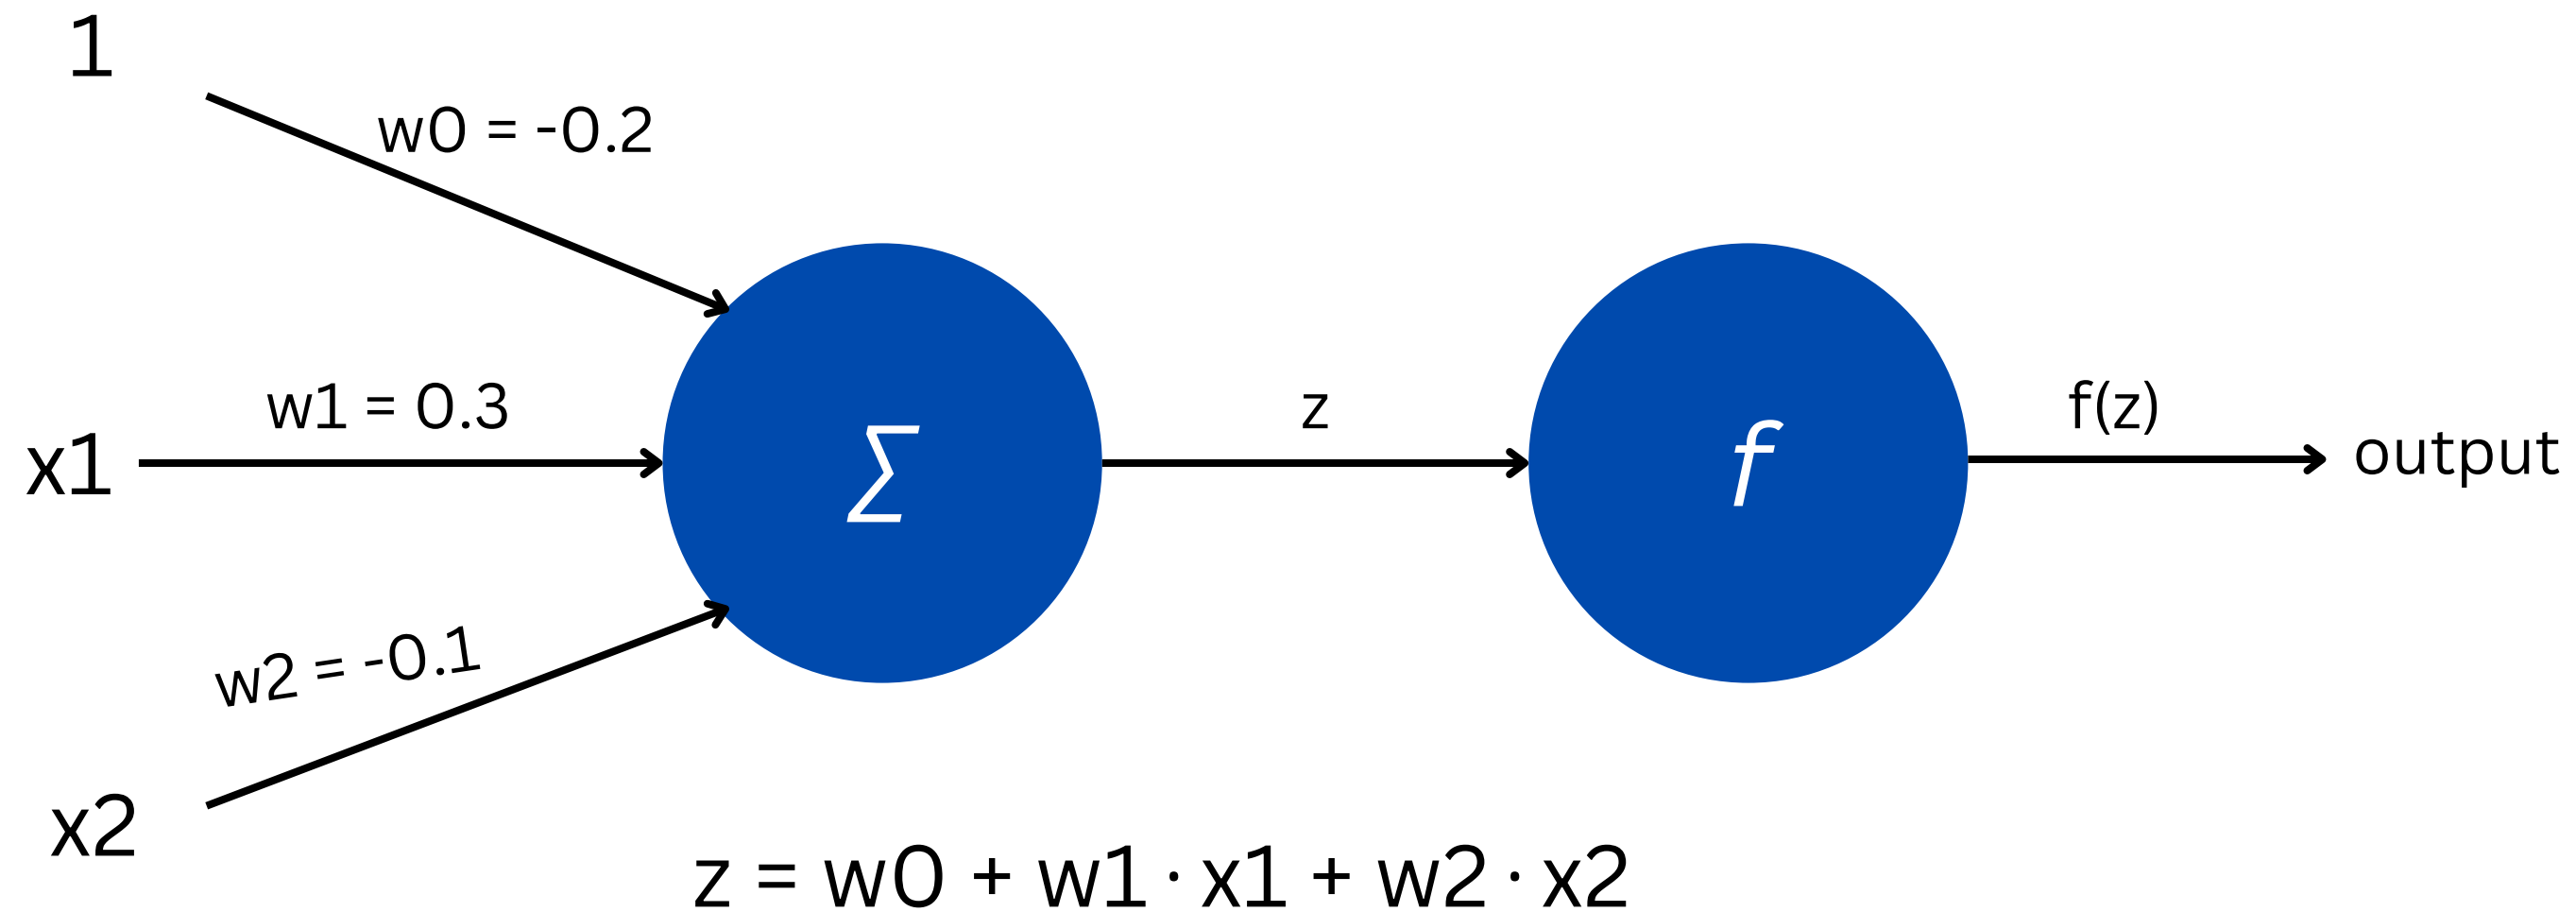 1
w0 = -0.2
w1 = 0.3
x1
Σ
z
f
f(z)
output
w2 = -0.1
x2
z = w0 + w1 · x1 + w2 · x2